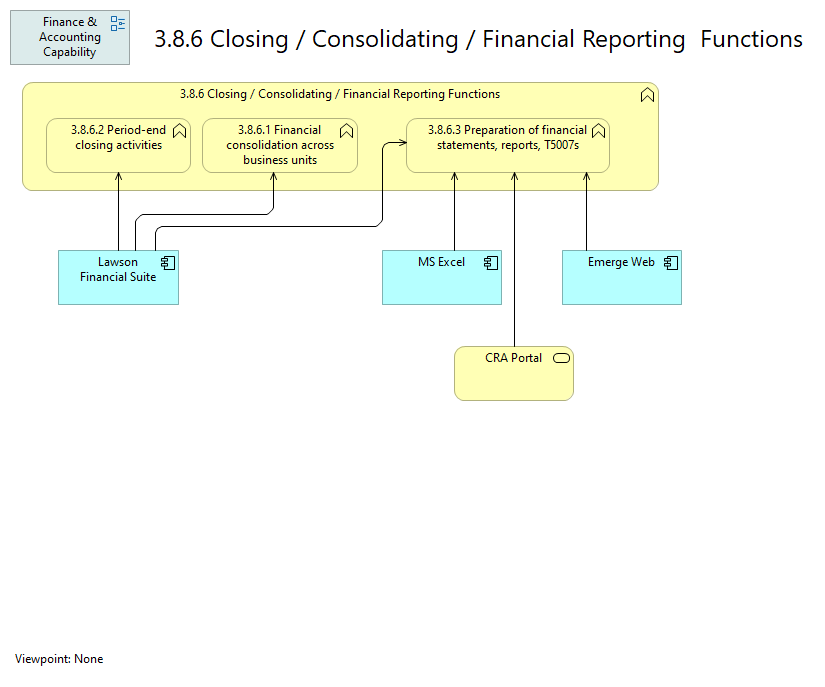 Finance &
Accounting
Capability
3.8.6 Closing / Consolidating / Financial Reporting  Functions
3.8.6 Closing / Consolidating / Financial Reporting Functions
3.8.6.2 Period-end
closing activities
3.8.6.1 Financial
consolidation across
business units
3.8.6.3 Preparation of financial
statements, reports, T5007s
Lawson
Financial Suite
MS Excel
Emerge Web
CRA Portal
Viewpoint: None